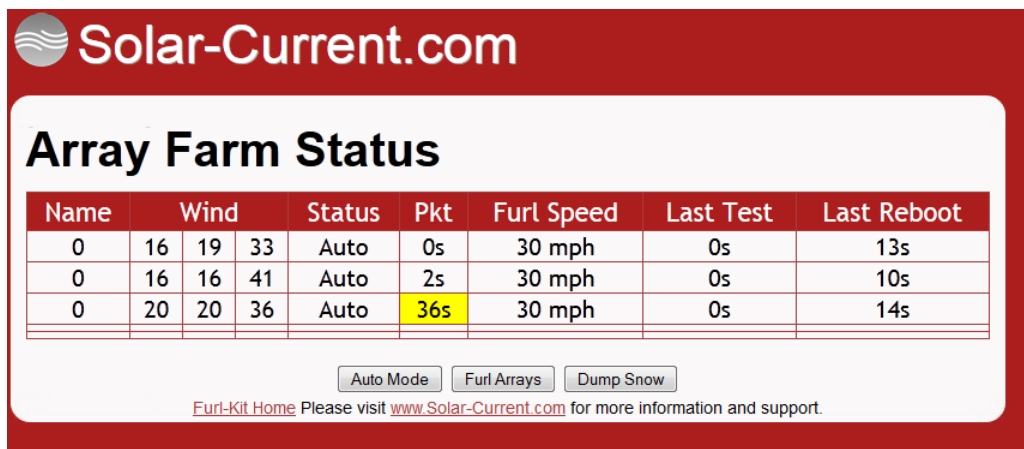 Solar-Current.com
Array Farm Status
Name Wind Status Pkt Furl Speed Last Test Last Reboot
0 16 19 33 Auto 0s 30 mph 0s 13s
0 16 16 41 Auto 2s 30 mph 0s 10s
0 20 20 36 Auto 36s 30 mph 0s 14s
Auto Mode Furl Arrays Dump Snow
Furl-Kit Home Please visit www.Solar-Current.com for more information and support.